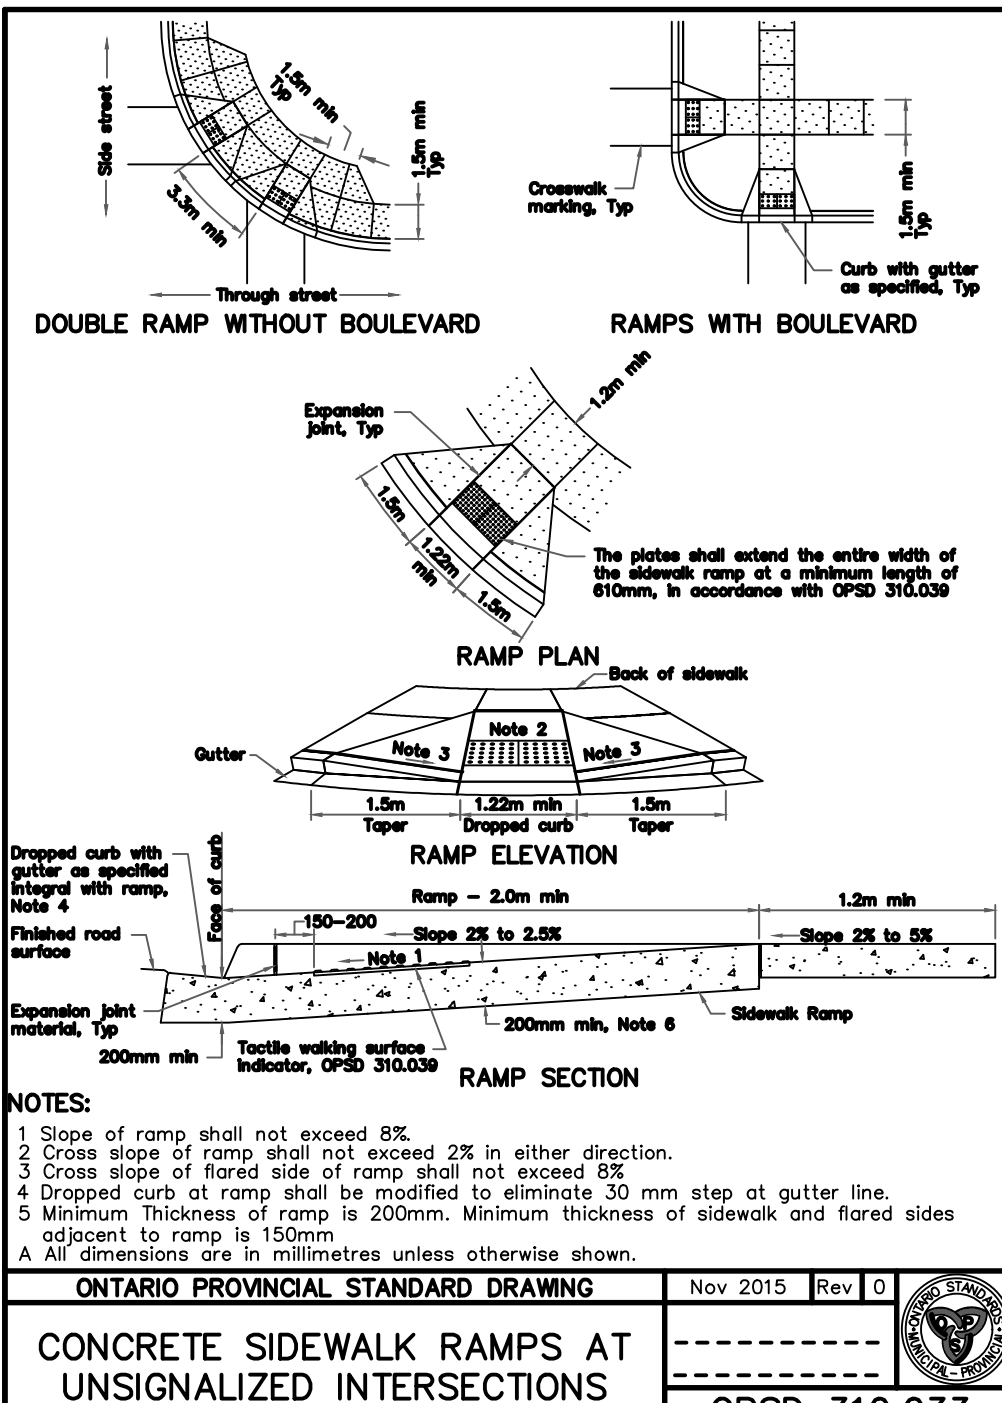 1.5m min
Typ
Side street
1.5m min
Typ
3.3m min
Through street
DOUBLE RAMP WITHOUT BOULEVARD
Crosswalk
marking, Typ
1.5m min
Typ
Curb with gutter
as specified, Typ
RAMPS WITH BOULEVARD
1.2m min
Expansion
joint, Typ
1.5m
1.22m
min
1.5m
The plates shall extend the entire width of
the sidewalk ramp at a minimum length of
610mm, in accordance with OPSD 310.039
RAMP PLAN
Back of sidewalk
Note 2
Note 3
Note 3
Gutter
1.5m
Taper
1.22m min
Dropped curb
1.5m
Taper
RAMP ELEVATION
Dropped curb with
gutter as specified
integral with ramp,
Note 4
Face of curb
Ramp – 2.0m min
1.2m min
150–200
Finished road
surface
Slope 2% to 2.5%
Slope 2% to 5%
Note 1
Expansion joint
material, Typ
200mm min
Tactile walking surface
indicator, OPSD 310.039
200mm min, Note 6
Sidewalk Ramp
RAMP SECTION
NOTES:
1 Slope of ramp shall not exceed 8%.
2 Cross slope of ramp shall not exceed 2% in either direction.
3 Cross slope of flared side of ramp shall not exceed 8%
4 Dropped curb at ramp shall be modified to eliminate 30 mm step at gutter line.
5 Minimum Thickness of ramp is 200mm. Minimum thickness of sidewalk and flared sides
adjacent to ramp is 150mm
A All dimensions are in millimetres unless otherwise shown.
ONTARIO PROVINCIAL STANDARD DRAWING
Nov 2015
Rev
0
CONCRETE SIDEWALK RAMPS AT
UNSIGNALIZED INTERSECTIONS
ONTARIO STANDARDS
MUNICIPAL – PROVINCIAL
OPS
OPSD 310.033